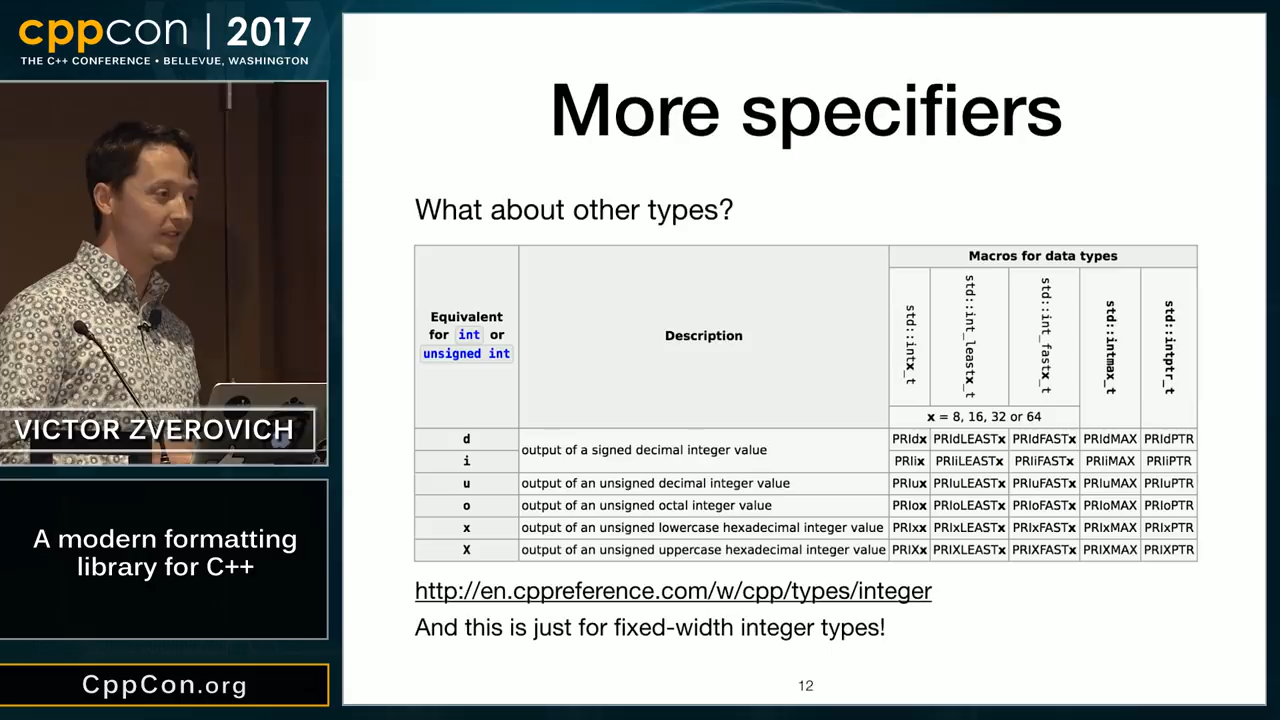 cppcon | 2017
THE C++ CONFERENCE • BELLEVUE, WASHINGTON
VICTOR ZVEROVICH
A modern formatting
library for C++
CppCon.org
More specifiers
What about other types?
Equivalent
for int or
unsigned int
Description
Macros for data types
std::intx_t
std::int_leastx_t
std::int_fastx_t
std::intmax_t
std::intptr_t
x = 8, 16, 32 or 64
d output of a signed decimal integer value PRIdx PRIdLEASTx PRIdFASTx PRIdMAX PRIdPTR
i PRIix PRIiLEASTx PRIiFASTx PRIiMAX PRIiPTR
u output of an unsigned decimal integer value PRIux PRIuLEASTx PRIuFASTx PRIuMAX PRIuPTR
o output of an unsigned octal integer value PRIox PRIoLEASTx PRIoFASTx PRIoMAX PRIoPTR
x output of an unsigned lowercase hexadecimal integer value PRIxx PRIxLEASTx PRIxFASTx PRIxMAX PRIxPTR
X output of an unsigned uppercase hexadecimal integer value PRIXx PRIXLEASTx PRIXFASTx PRIXMAX PRIXPTR
http://en.cppreference.com/w/cpp/types/integer
And this is just for fixed-width integer types!
12